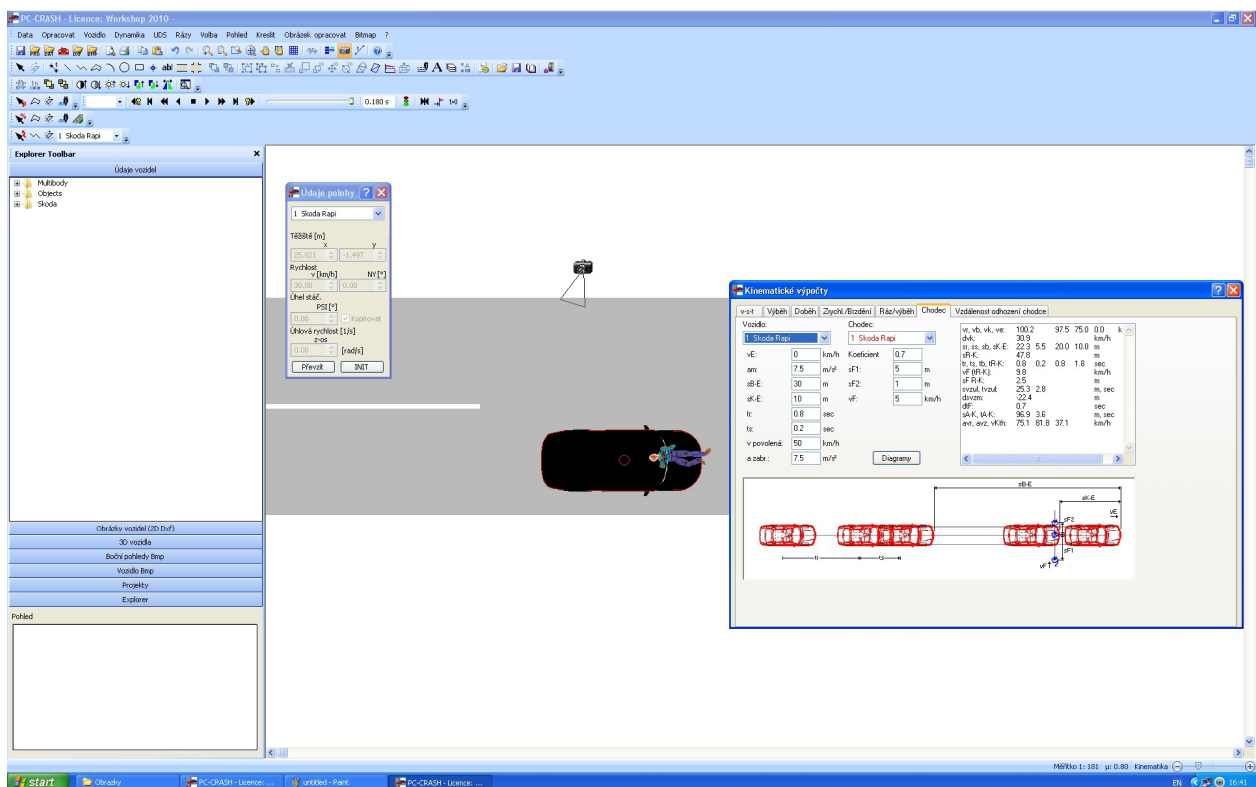 PC-CRASH - Licence: Workshop 2010 -
Data Opracovat Vozidlo Dynamika UDS Rázy Volba Pohled Kreslit Obrázek opracovat Bitmap ?
0.180 s
1 Skoda Rapi
Explorer Toolbar
Údaje vozidel
Multibody
Objects
Skoda
Údaje polohy
1 Skoda Rapi
Těžiště [m]
x y
25.021 -1.497
Rychlost
v [km/h] NY [°]
30.00 0.00
Úhel stáč.
PSI [°]
0.00 Kopírovat
Úhlová rychlost [1/s]
z-os
0.00 [rad/s]
Převzít INIT
Kinematické výpočty
v-s-t Výběh Doběh Zrychl./Brzdění Ráz/výběh Chodec Vzdálenost odhození chodce
Vozidlo: Chodec:
1 Skoda Rapi 1 Skoda Rapi
vE: 0 km/h Koeficient 0.7
am: 7.5 m/s² sF1: 5 m
sB-E: 30 m sF2: 1 m
sK-E: 10 m vF: 5 km/h
tr: 0.8 sec
ts: 0.2 sec
v povolená: 50 km/h
a zabr.: 7.5 m/s² Diagramy
vr, vb, vk, ve: 100.2 97.5 75.0 0.0 k
dvk: 30.9 km/h
sr, ss, sb, sK-E: 22.3 5.5 20.0 10.0 m
sR-K: 47.8 m
tr, ts, tb, tR-K: 0.8 0.2 0.8 1.8 sec
vF (tR-K): 9.8 km/h
sF R-K: 2.5 m
svzul, tvzul: 25.3 2.8 m, sec
dsvzm: -22.4 m
dtF: 0.7 sec
sA-K, tA-K: 96.9 3.6 m, sec
avr, avz, vKth: 75.1 81.8 37.1 km/h
sB-E
sK-E
vE
sF2
sF1
tr
ts
vF
Obrázky vozidel (2D Dxf)
3D vozidla
Boční pohledy Bmp
Vozidlo Bmp
Projekty
Explorer
Pohled
Měřítko 1: 181 µ: 0.80 Kinematika
start Obrazky PC-CRASH - Licence: ... untitled - Paint PC-CRASH - Licence: ... EN 16:41